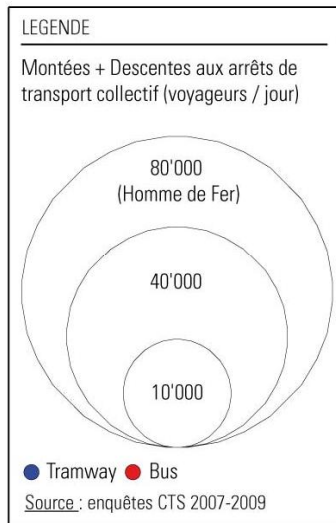 LEGENDE
Montées + Descentes aux arrêts de
transport collectif (voyageurs / jour)
80'000
(Homme de Fer)
40'000
10'000
Tramway Bus
Source : enquêtes CTS 2007-2009